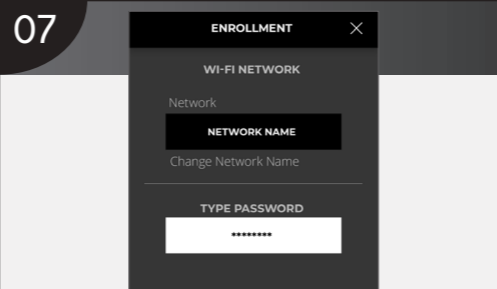 07
ENROLLMENT
WI-FI NETWORK
Network
NETWORK NAME
Change Network Name
TYPE PASSWORD
********